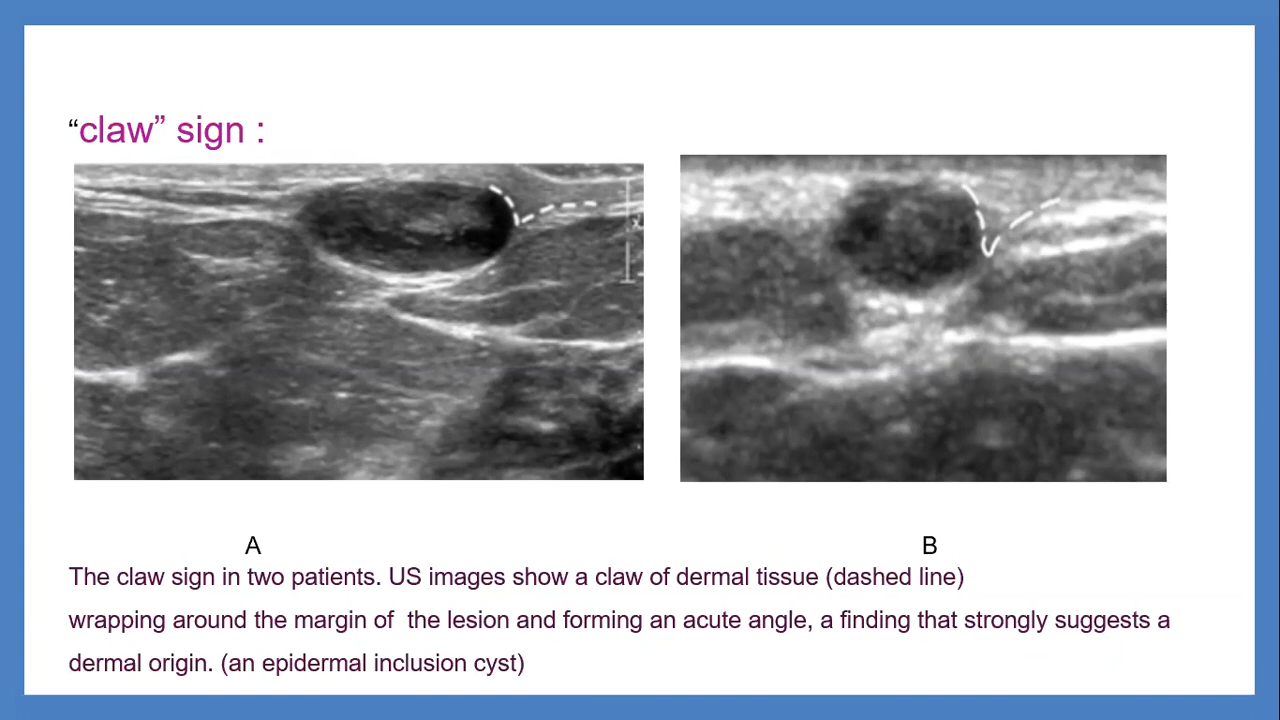 “claw” sign :
A
B
The claw sign in two patients. US images show a claw of dermal tissue (dashed line)
wrapping around the margin of  the lesion and forming an acute angle, a finding that strongly suggests a
dermal origin. (an epidermal inclusion cyst)